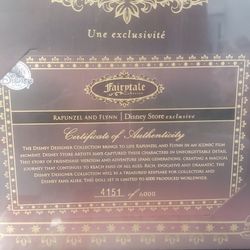 Une exclusivité
Disney
Fairytale
RAPUNZEL AND FLYNN | Disney Store exclusive
Certificate of Authenticity
The Disney Designer Collection brings to life Rapunzel and Flynn in an iconic film
moment. Disney Store artists have captured these characters in unforgettable detail.
This story of friendship, survival and adventure spans generations, creating a magical
journey that continues to reach fans of all ages. Rich, evocative and dramatic, the
Disney Designer Collection will be a treasured keepsake for collectors and
Disney fans alike. This doll set is limited to 6000 produced worldwide.
4151 of 6000